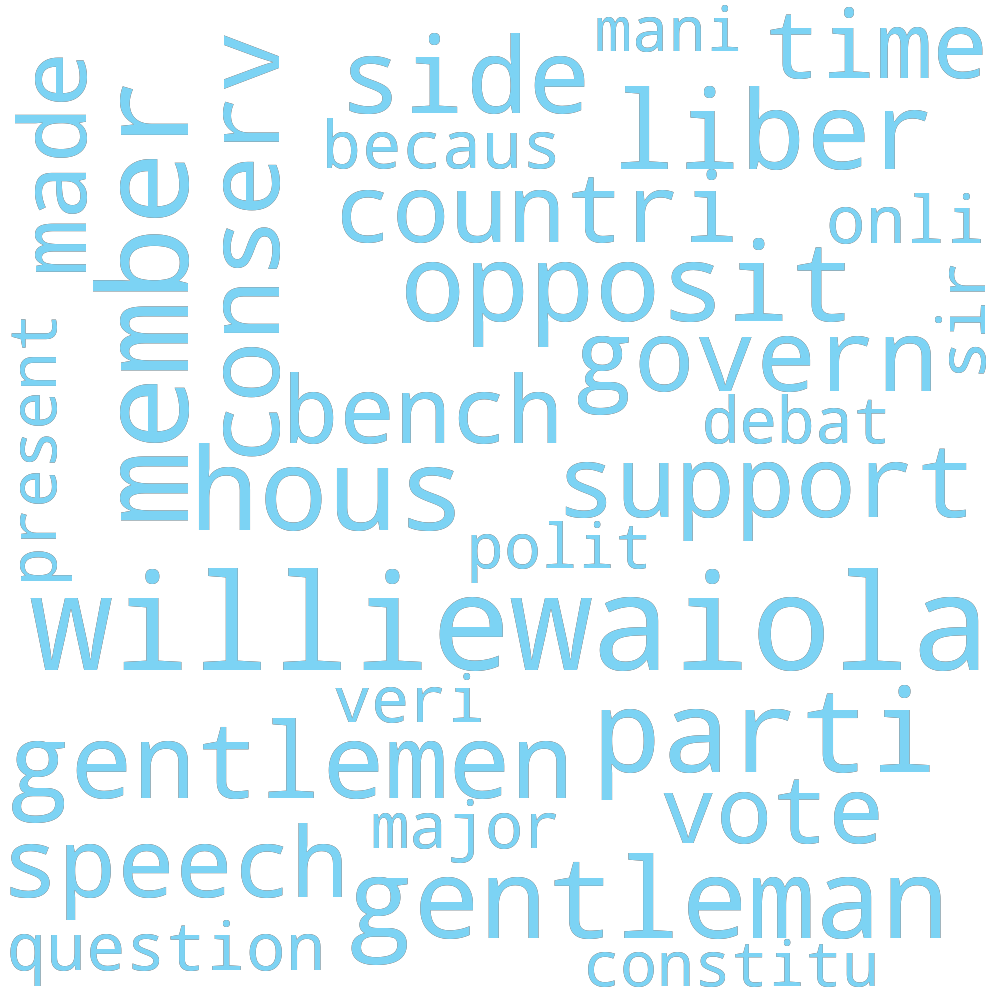 mani
time
side
made
member
conserv
liber
becaus
countri
onli
opposit
sir
present
govern
bench
debat
hous
support
polit
williewaiola
veri
gentlemen
parti
vote
major
speech
gentleman
question
constitu